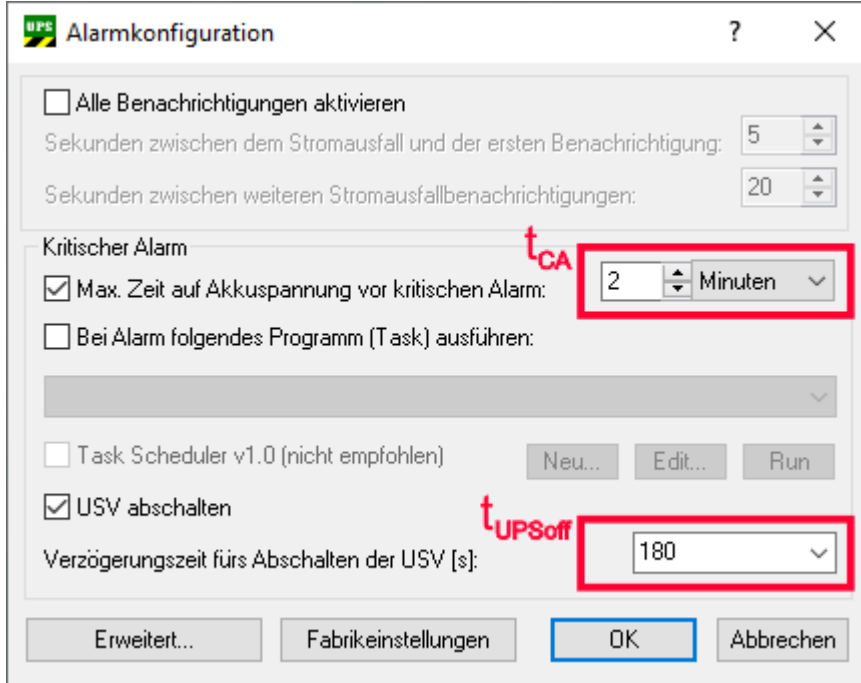 UPS Alarmkonfiguration ?
Alle Benachrichtigungen aktivieren
Sekunden zwischen dem Stromausfall und der ersten Benachrichtigung: 5
Sekunden zwischen weiteren Stromausfallbenachrichtigungen: 20
Kritischer Alarm
tCA
Max. Zeit auf Akkuspannung vor kritischen Alarm: 2 Minuten
Bei Alarm folgendes Programm (Task) ausführen:
Task Scheduler v1.0 (nicht empfohlen) Neu... Edit... Run
USV abschalten
tUPSoff
Verzögerungszeit fürs Abschalten der USV [s]: 180
Erweitert... Fabrikeinstellungen OK Abbrechen